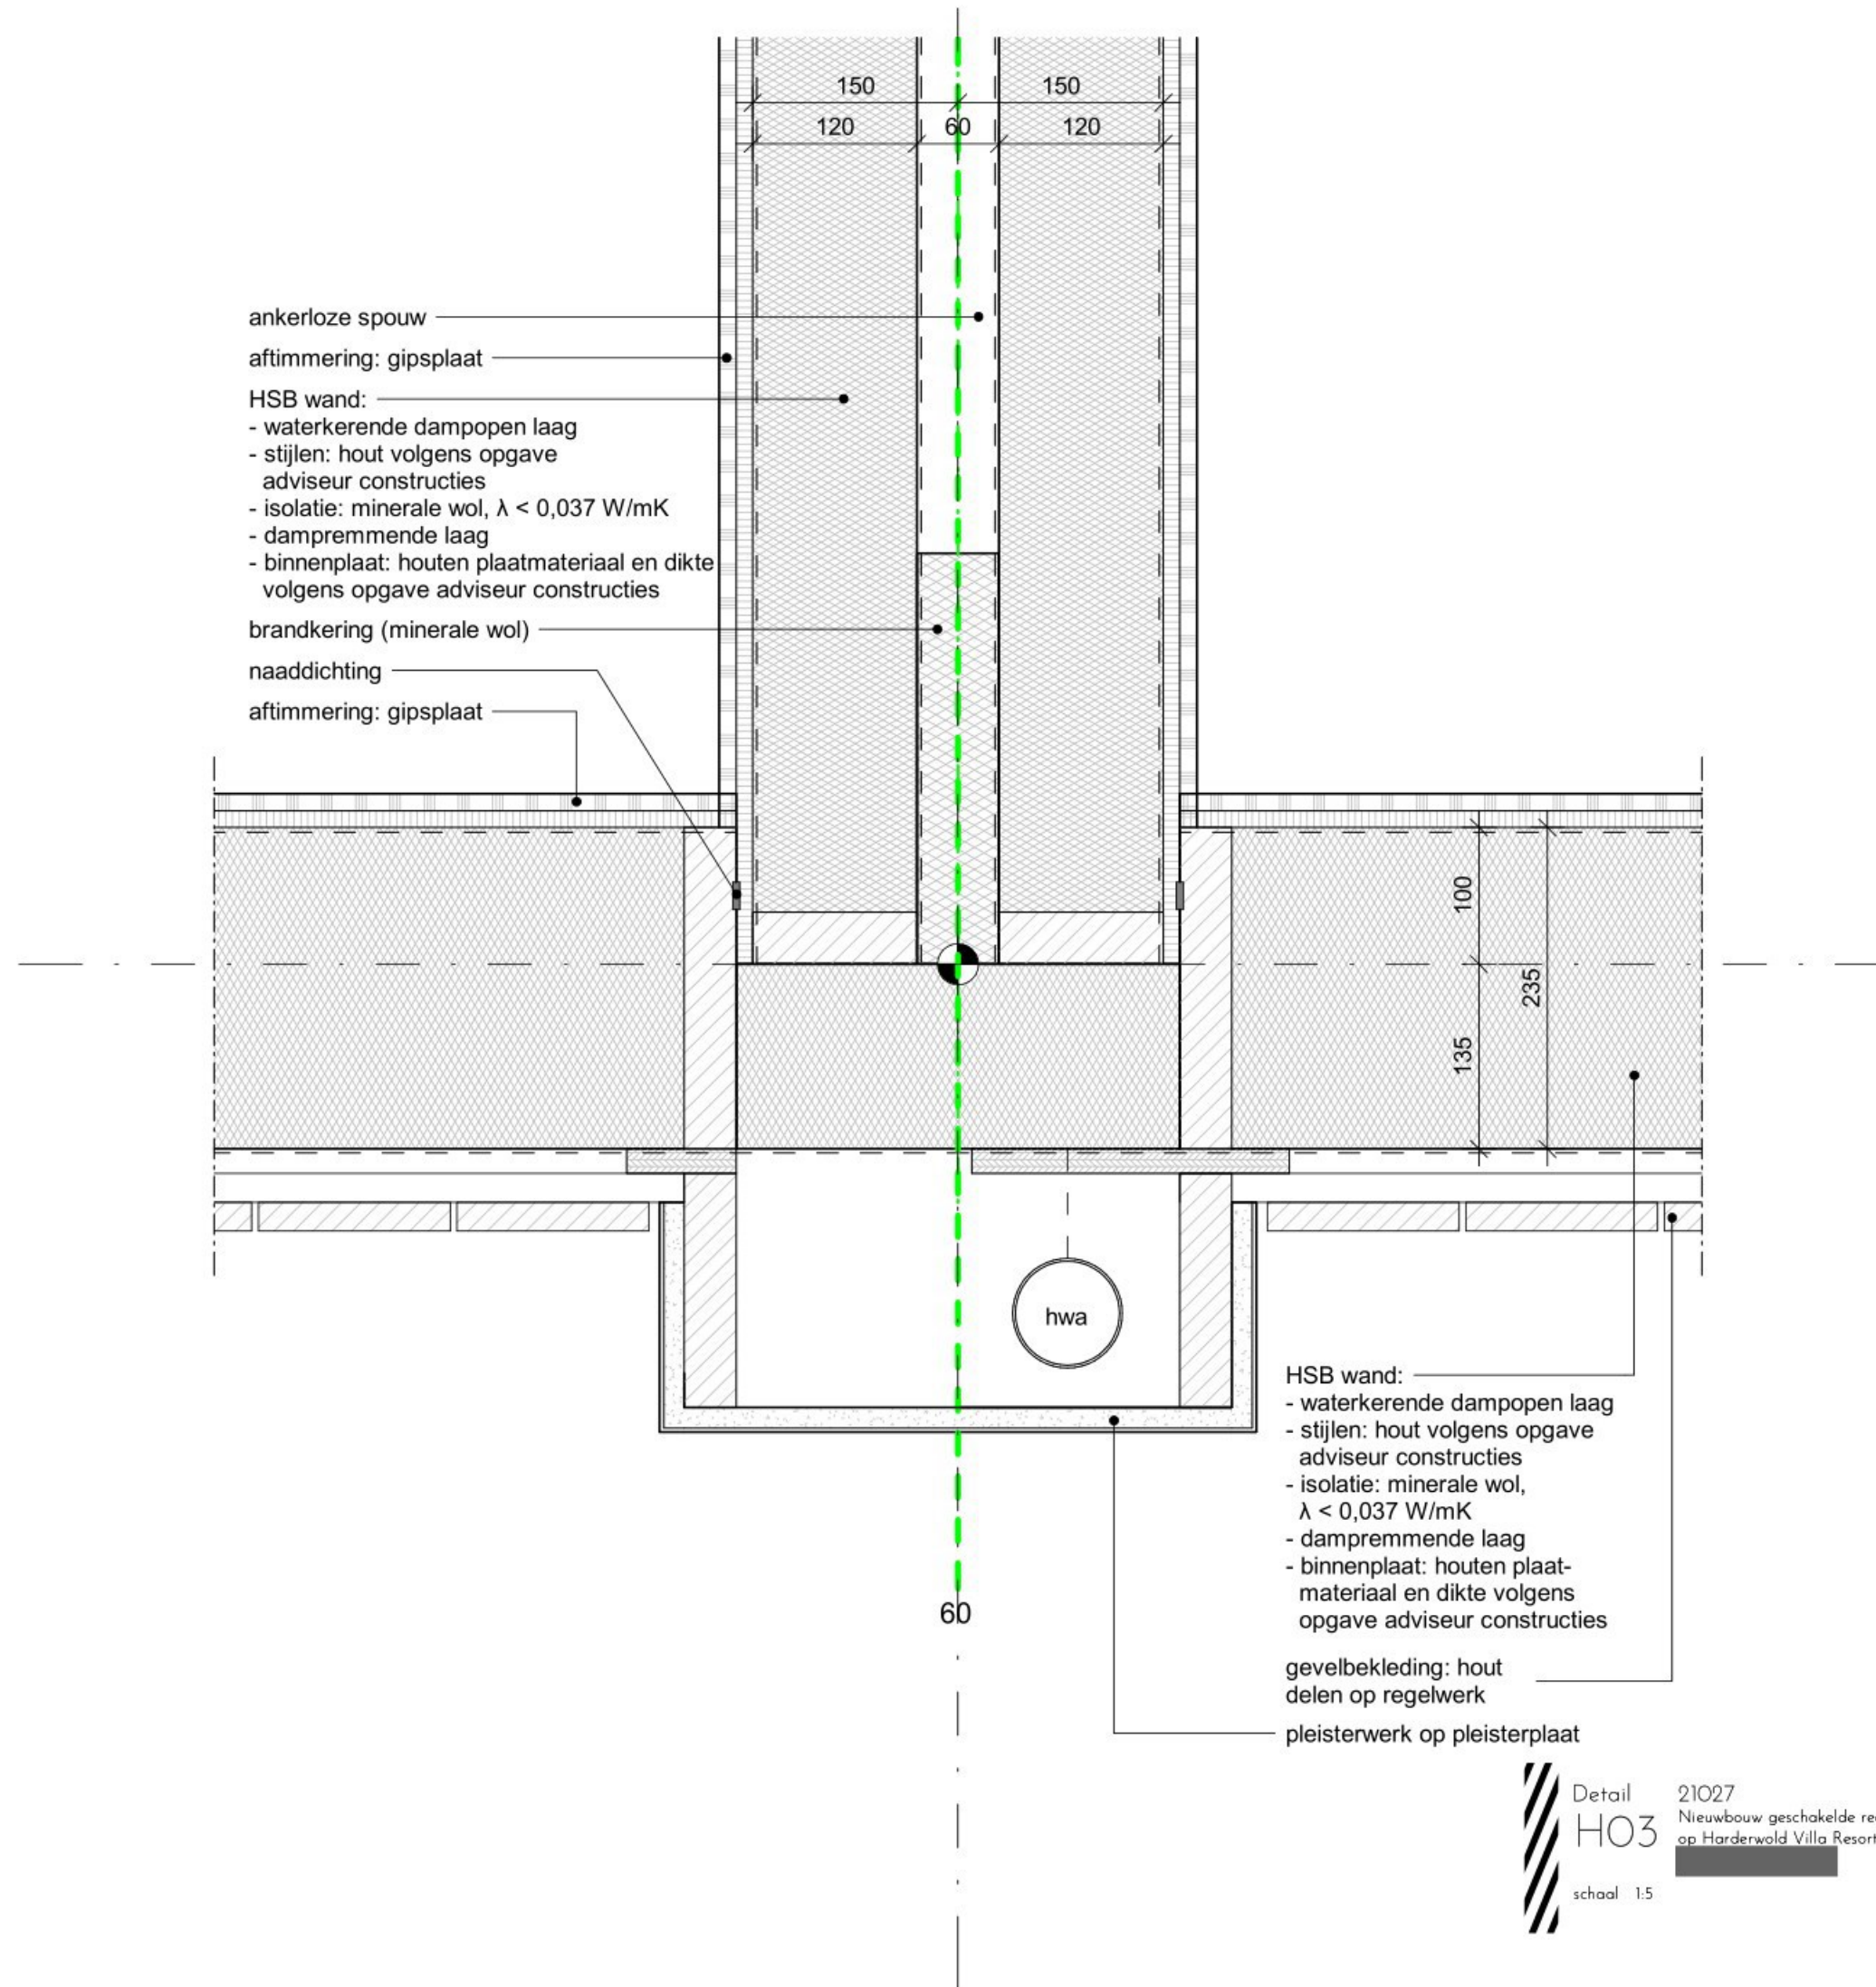 150
150
120
60
120
ankerloze spouw
aftimmering: gipsplaat
HSB wand:
- waterkerende dampopen laag
- stijlen: hout volgens opgave
adviseur constructies
- isolatie: minerale wol, λ < 0,037 W/mK
- dampremmende laag
- binnenplaat: houten plaatmateriaal en dikte
volgens opgave adviseur constructies
brandkering (minerale wol)
naaddichting
aftimmering: gipsplaat
100
235
135
hwa
HSB wand:
- waterkerende dampopen laag
- stijlen: hout volgens opgave
adviseur constructies
- isolatie: minerale wol,
λ < 0,037 W/mK
- dampremmende laag
- binnenplaat: houten plaat-
materiaal en dikte volgens
opgave adviseur constructies
60
gevelbekleding: hout
delen op regelwerk
pleisterwerk op pleisterplaat
Detail 21027
H03 Nieuwbouw geschakelde
op Harderwold Villa Resort
schaal 1:5